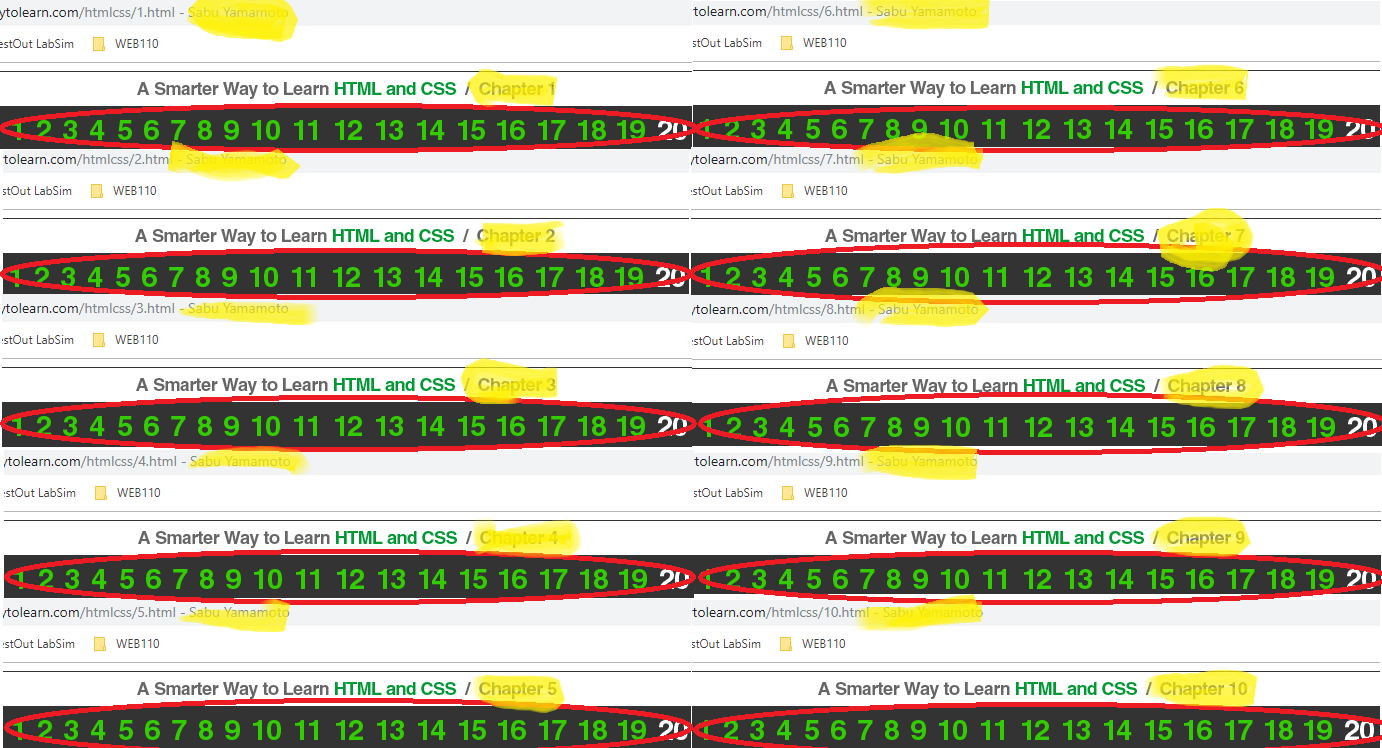 ytolearn.com/htmlcss/1.html - Sabu Yamamoto
estOut LabSim WEB110
A Smarter Way to Learn HTML and CSS / Chapter 1
1 2 3 4 5 6 7 8 9 10 11 12 13 14 15 16 17 18 19 20
ytolearn.com/htmlcss/2.html - Sabu Yamamoto
stOut LabSim WEB110
A Smarter Way to Learn HTML and CSS / Chapter 2
1 2 3 4 5 6 7 8 9 10 11 12 13 14 15 16 17 18 19 20
ytolearn.com/htmlcss/3.html - Sabu Yamamoto
estOut LabSim WEB110
A Smarter Way to Learn HTML and CSS / Chapter 3
1 2 3 4 5 6 7 8 9 10 11 12 13 14 15 16 17 18 19 20
ytolearn.com/htmlcss/4.html - Sabu Yamamoto
estOut LabSim WEB110
A Smarter Way to Learn HTML and CSS / Chapter 4
1 2 3 4 5 6 7 8 9 10 11 12 13 14 15 16 17 18 19 20
ytolearn.com/htmlcss/5.html - Sabu Yamamoto
stOut LabSim WEB110
A Smarter Way to Learn HTML and CSS / Chapter 5
1 2 3 4 5 6 7 8 9 10 11 12 13 14 15 16 17 18 19 20
tolearn.com/htmlcss/6.html - Sabu Yamamoto
estOut LabSim WEB110
A Smarter Way to Learn HTML and CSS / Chapter 6
1 2 3 4 5 6 7 8 9 10 11 12 13 14 15 16 17 18 19 20
ytolearn.com/htmlcss/7.html - Sabu Yamamoto
stOut LabSim WEB110
A Smarter Way to Learn HTML and CSS / Chapter 7
1 2 3 4 5 6 7 8 9 10 11 12 13 14 15 16 17 18 19 20
ytolearn.com/htmlcss/8.html - Sabu Yamamoto
estOut LabSim WEB110
A Smarter Way to Learn HTML and CSS / Chapter 8
1 2 3 4 5 6 7 8 9 10 11 12 13 14 15 16 17 18 19 20
tolearn.com/htmlcss/9.html - Sabu Yamamoto
estOut LabSim WEB110
A Smarter Way to Learn HTML and CSS / Chapter 9
1 2 3 4 5 6 7 8 9 10 11 12 13 14 15 16 17 18 19 20
tolearn.com/htmlcss/10.html - Sabu Yamamoto
stOut LabSim WEB110
A Smarter Way to Learn HTML and CSS / Chapter 10
1 2 3 4 5 6 7 8 9 10 11 12 13 14 15 16 17 18 19 20